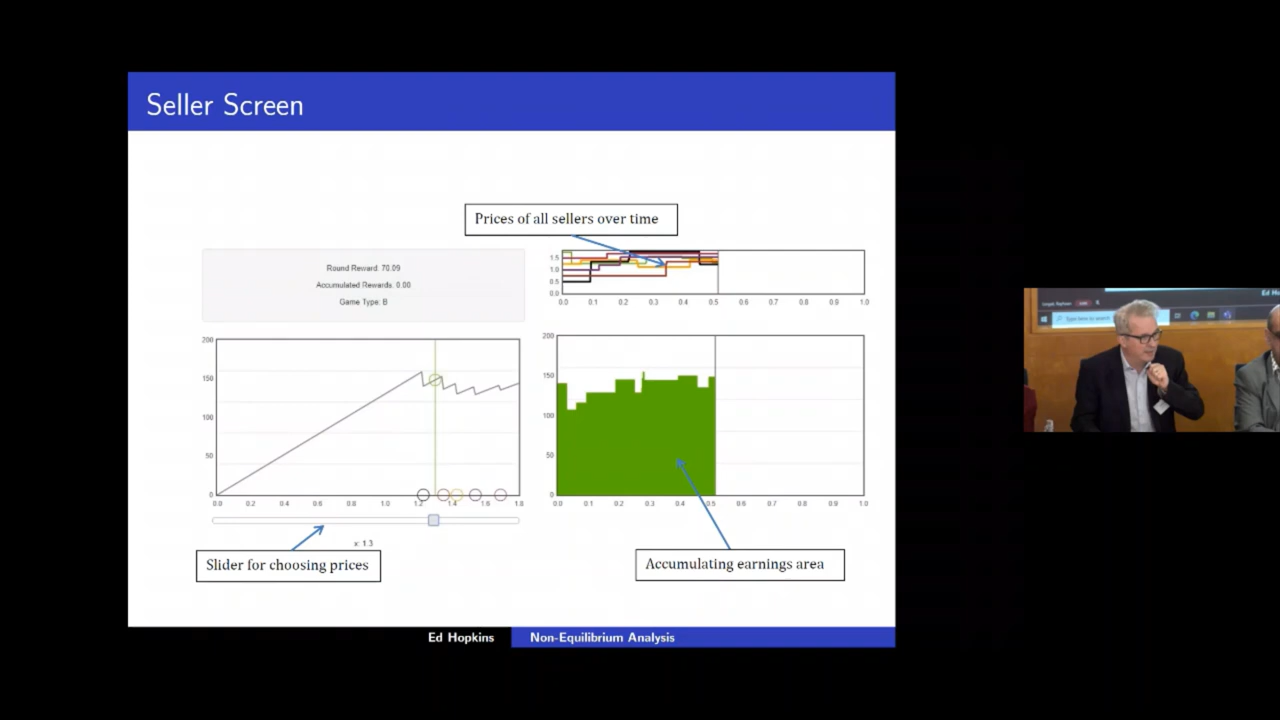 Seller Screen
Prices of all sellers over time
Round Reward: 70.09
Accumulated Rewards: 0.00
Game Type: B
1.5
1.0
0.5
0.0
0.0 0.1 0.2 0.3 0.4 0.5 0.6 0.7 0.8 1.0
200
150
100
50
0
0.0 0.2 0.4 0.6 0.8 1.0 1.2 1.4 1.6 1.8
x: 1.3
200
150
100
50
0
0.0 0.1 0.2 0.3 0.4 0.5 0.6 0.7 0.8 1.0
Slider for choosing prices
Accumulating earnings area
Ed Hopkins
Non-Equilibrium Analysis
Type here to search